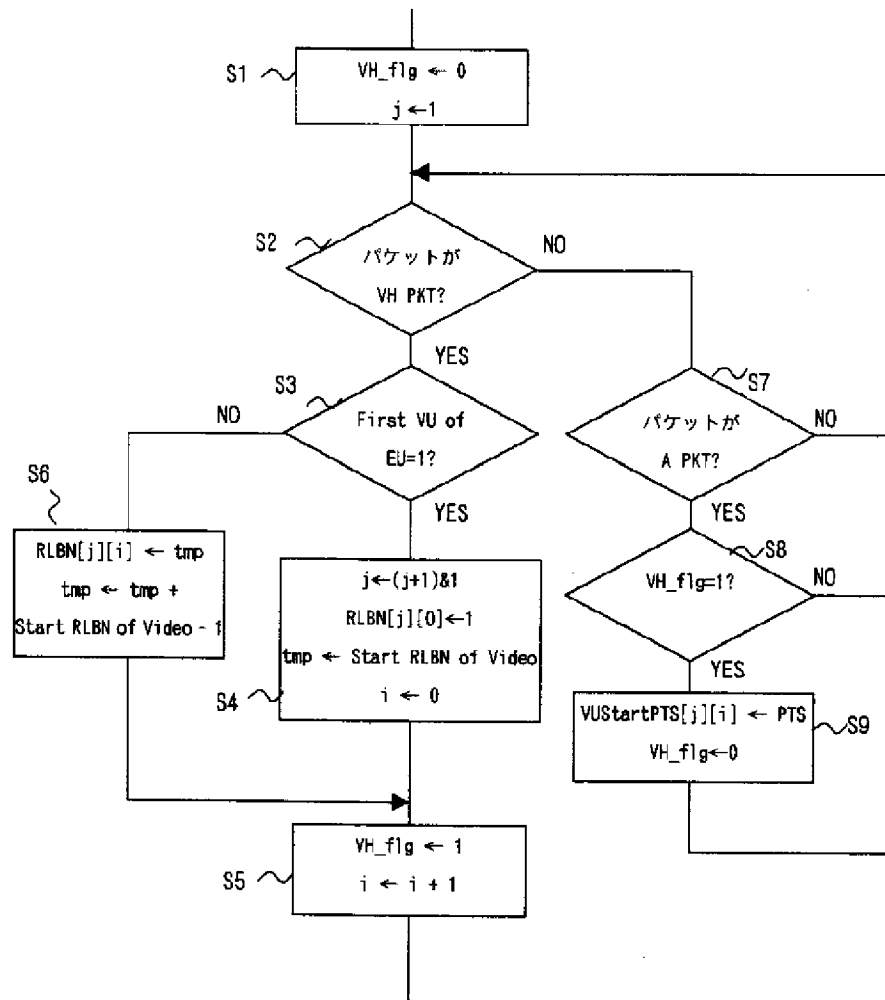 S1
VH_flg ← 0
j ←1
S2
パケットが
VH PKT?
NO
YES
S3
First VU of
EU=1?
NO
YES
S7
パケットが
A PKT?
NO
YES
S6
RLBN[j][i] ← tmp
tmp ← tmp +
Start RLBN of Video - 1
S4
j←(j+1)&1
RLBN[j][0]←1
tmp ← Start RLBN of Video
i ← 0
S8
VH_flg=1?
NO
YES
VUStartPTS[j][i] ← PTS
VH_flg←0
S9
S5
VH_flg ← 1
i ← i + 1